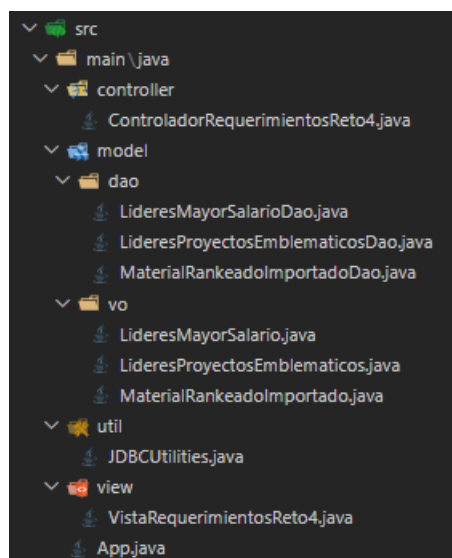 src
main\java
controller
ControladorRequerimientosReto4.java
model
dao
LideresMayorSalarioDao.java
LideresProyectosEmblematicosDao.java
MaterialRankeadoImportadoDao.java
vo
LideresMayorSalario.java
LideresProyectosEmblematicos.java
MaterialRankeadoImportado.java
util
JDBCUtilities.java
view
VistaRequerimientosReto4.java
App.java